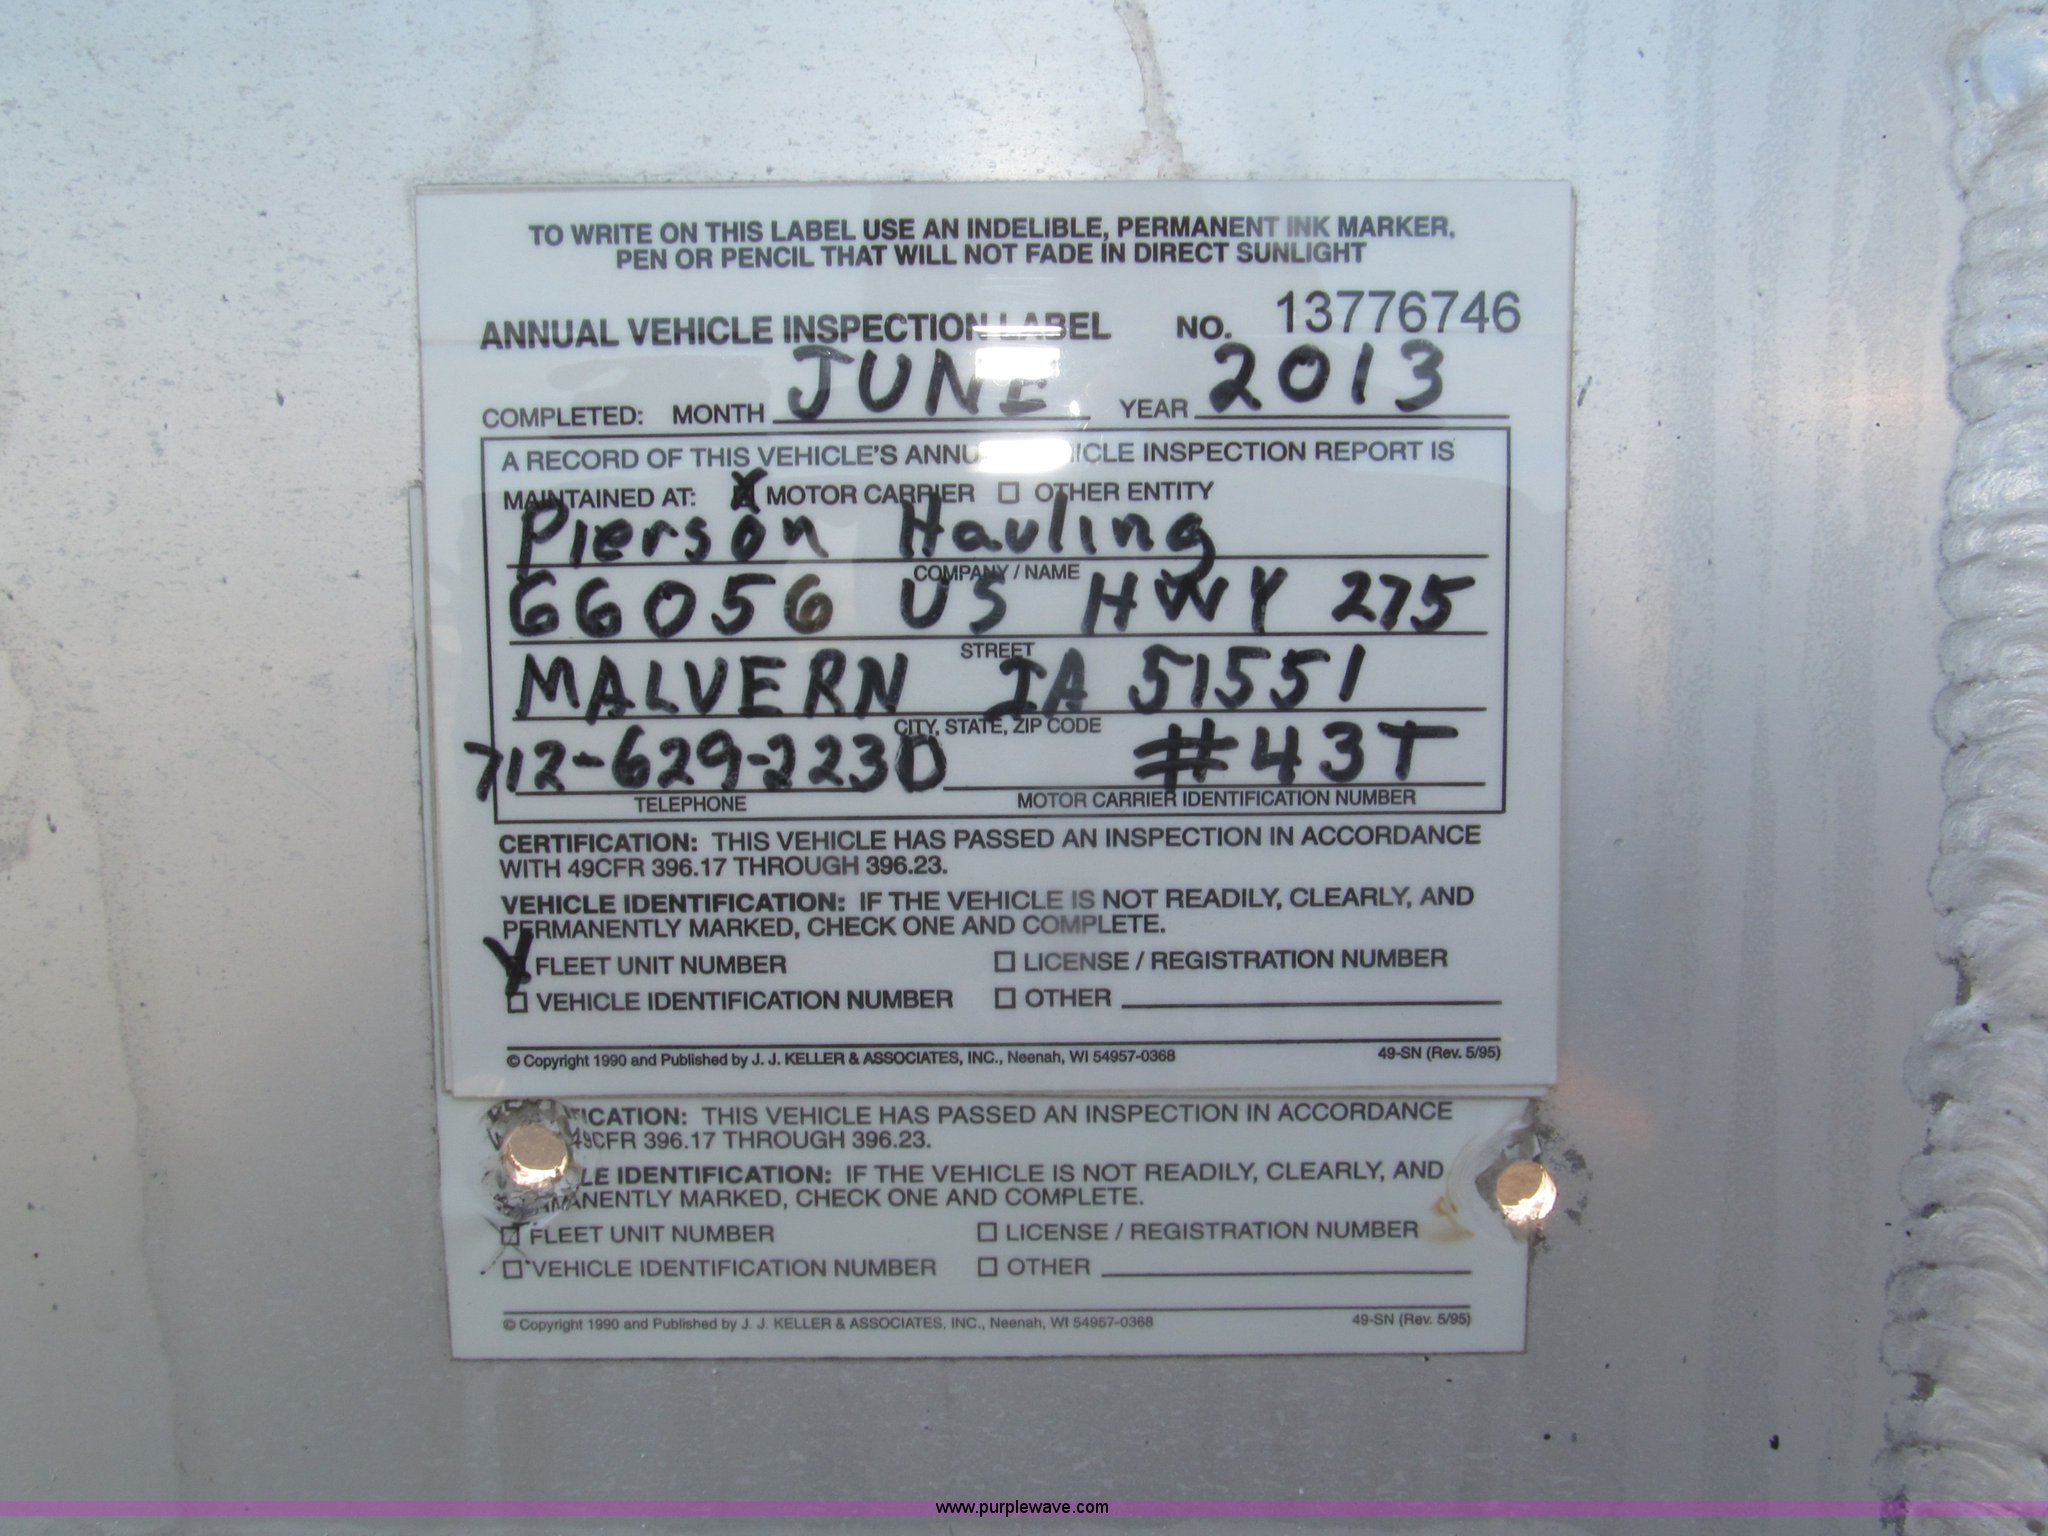 TO WRITE ON THIS LABEL USE AN INDELIBLE, PERMANENT INK MARKER,
PEN OR PENCIL THAT WILL NOT FADE IN DIRECT SUNLIGHT
ANNUAL VEHICLE INSPECTION LABEL NO. 13776746
COMPLETED: MONTH JUNE YEAR 2013
A RECORD OF THIS VEHICLE'S ANNUAL VEHICLE INSPECTION REPORT IS
MAINTAINED AT: X MOTOR CARRIER ☐ OTHER ENTITY
Pierson Hauling
COMPANY / NAME
66056 US HWY 275
STREET
MALVERN IA 51551
CITY, STATE, ZIP CODE
712-629-2230 #43T
TELEPHONE MOTOR CARRIER IDENTIFICATION NUMBER
CERTIFICATION: THIS VEHICLE HAS PASSED AN INSPECTION IN ACCORDANCE
WITH 49CFR 396.17 THROUGH 396.23.
VEHICLE IDENTIFICATION: IF THE VEHICLE IS NOT READILY, CLEARLY, AND
PERMANENTLY MARKED, CHECK ONE AND COMPLETE.
X FLEET UNIT NUMBER ☐ LICENSE / REGISTRATION NUMBER
☐ VEHICLE IDENTIFICATION NUMBER ☐ OTHER
© Copyright 1990 and Published by J. J. KELLER & ASSOCIATES, INC., Neenah, WI 54957-0368 49-SN (Rev. 5/95)
ICATION: THIS VEHICLE HAS PASSED AN INSPECTION IN ACCORDANCE
49CFR 396.17 THROUGH 396.23.
LE IDENTIFICATION: IF THE VEHICLE IS NOT READILY, CLEARLY, AND
MANENTLY MARKED, CHECK ONE AND COMPLETE.
X FLEET UNIT NUMBER ☐ LICENSE / REGISTRATION NUMBER
☐ VEHICLE IDENTIFICATION NUMBER ☐ OTHER
© Copyright 1990 and Published by J. J. KELLER & ASSOCIATES, INC., Neenah, WI 54957-0368 49-SN (Rev. 5/95)
www.purplewave.com